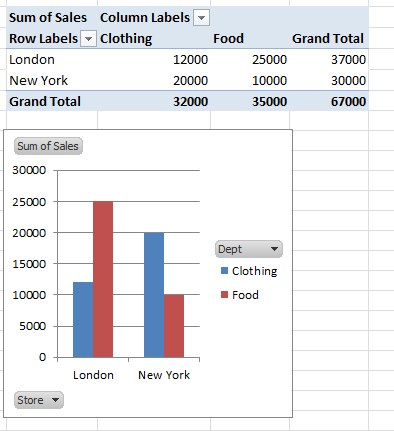 Sum of Sales Column Labels
Row Labels Clothing Food Grand Total
London 12000 25000 37000
New York 20000 10000 30000
Grand Total 32000 35000 67000
Sum of Sales
30000
25000
20000
15000
10000
5000
0
London New York
Dept
Clothing
Food
Store